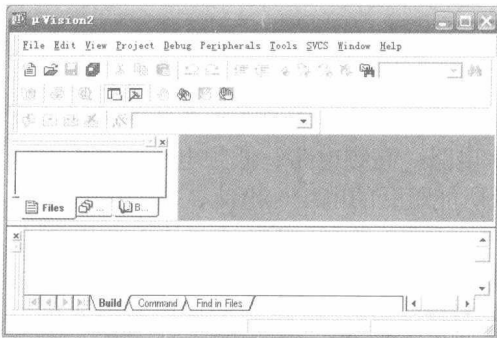 μVision2
File Edit View Project Debug Peripherals Tools SVCS Window Help
Files ... B...
Build Command Find in Files